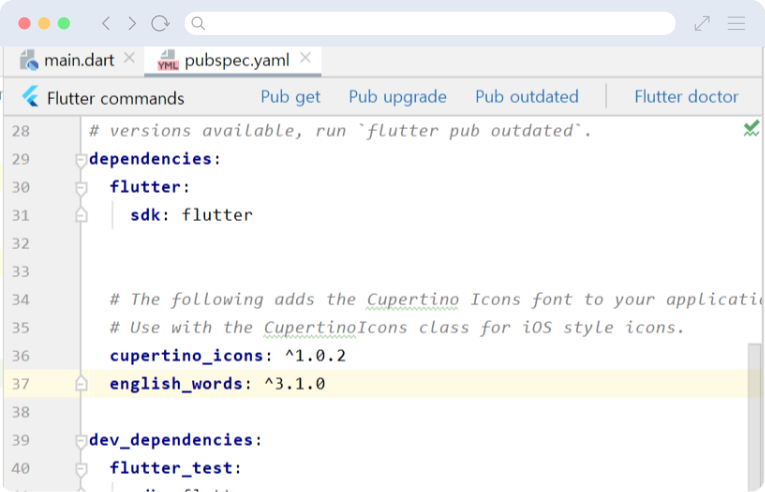 main.dart pubspec.yaml
Flutter commands Pub get Pub upgrade Pub outdated Flutter doctor
28 # versions available, run `flutter pub outdated`.
29 dependencies:
30 flutter:
31 sdk: flutter
32
33
34 # The following adds the Cupertino Icons font to your
35 # Use with the CupertinoIcons class for iOS style icons.
36 cupertino_icons: ^1.0.2
37 english_words: ^3.1.0
38
39 dev_dependencies:
40 flutter_test: